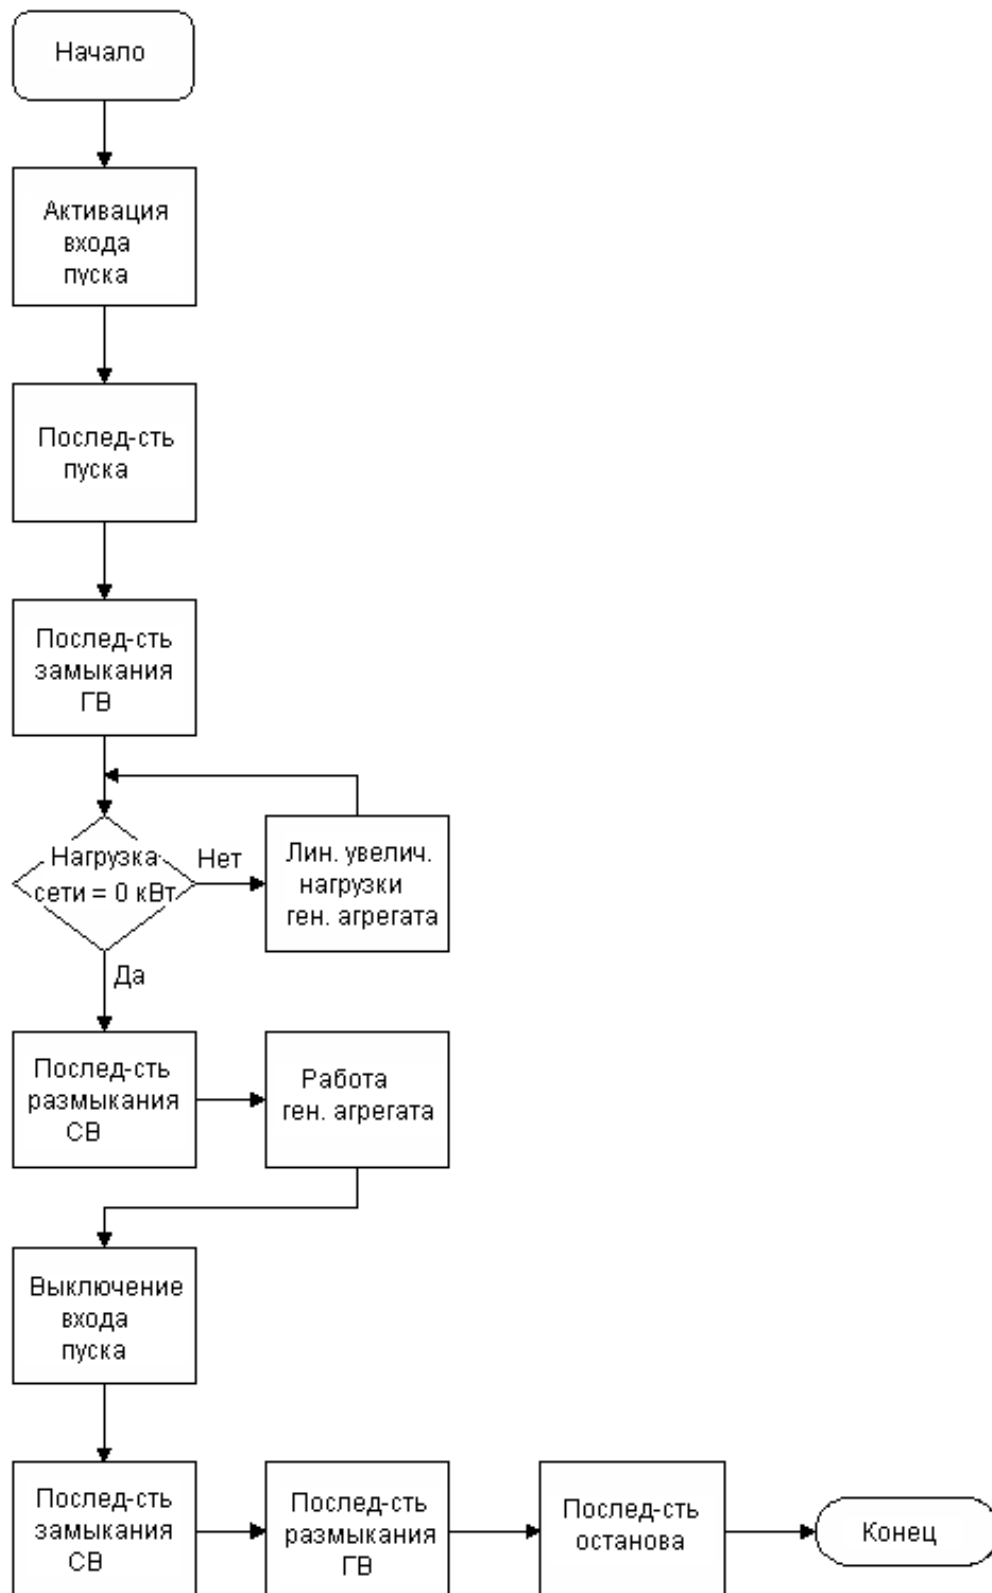 Начало
Активация
входа
пуска
Послед-сть
пуска
Послед-сть
замыкания
ГВ
Нагрузка
сети = 0 кВт
Нет
Лин. увелич.
нагрузки
ген. агрегата
Да
Послед-сть
размыкания
СВ
Работа
ген. агрегата
Выключение
входа
пуска
Послед-сть
замыкания
СВ
Послед-сть
размыкания
ГВ
Послед-сть
останова
Конец